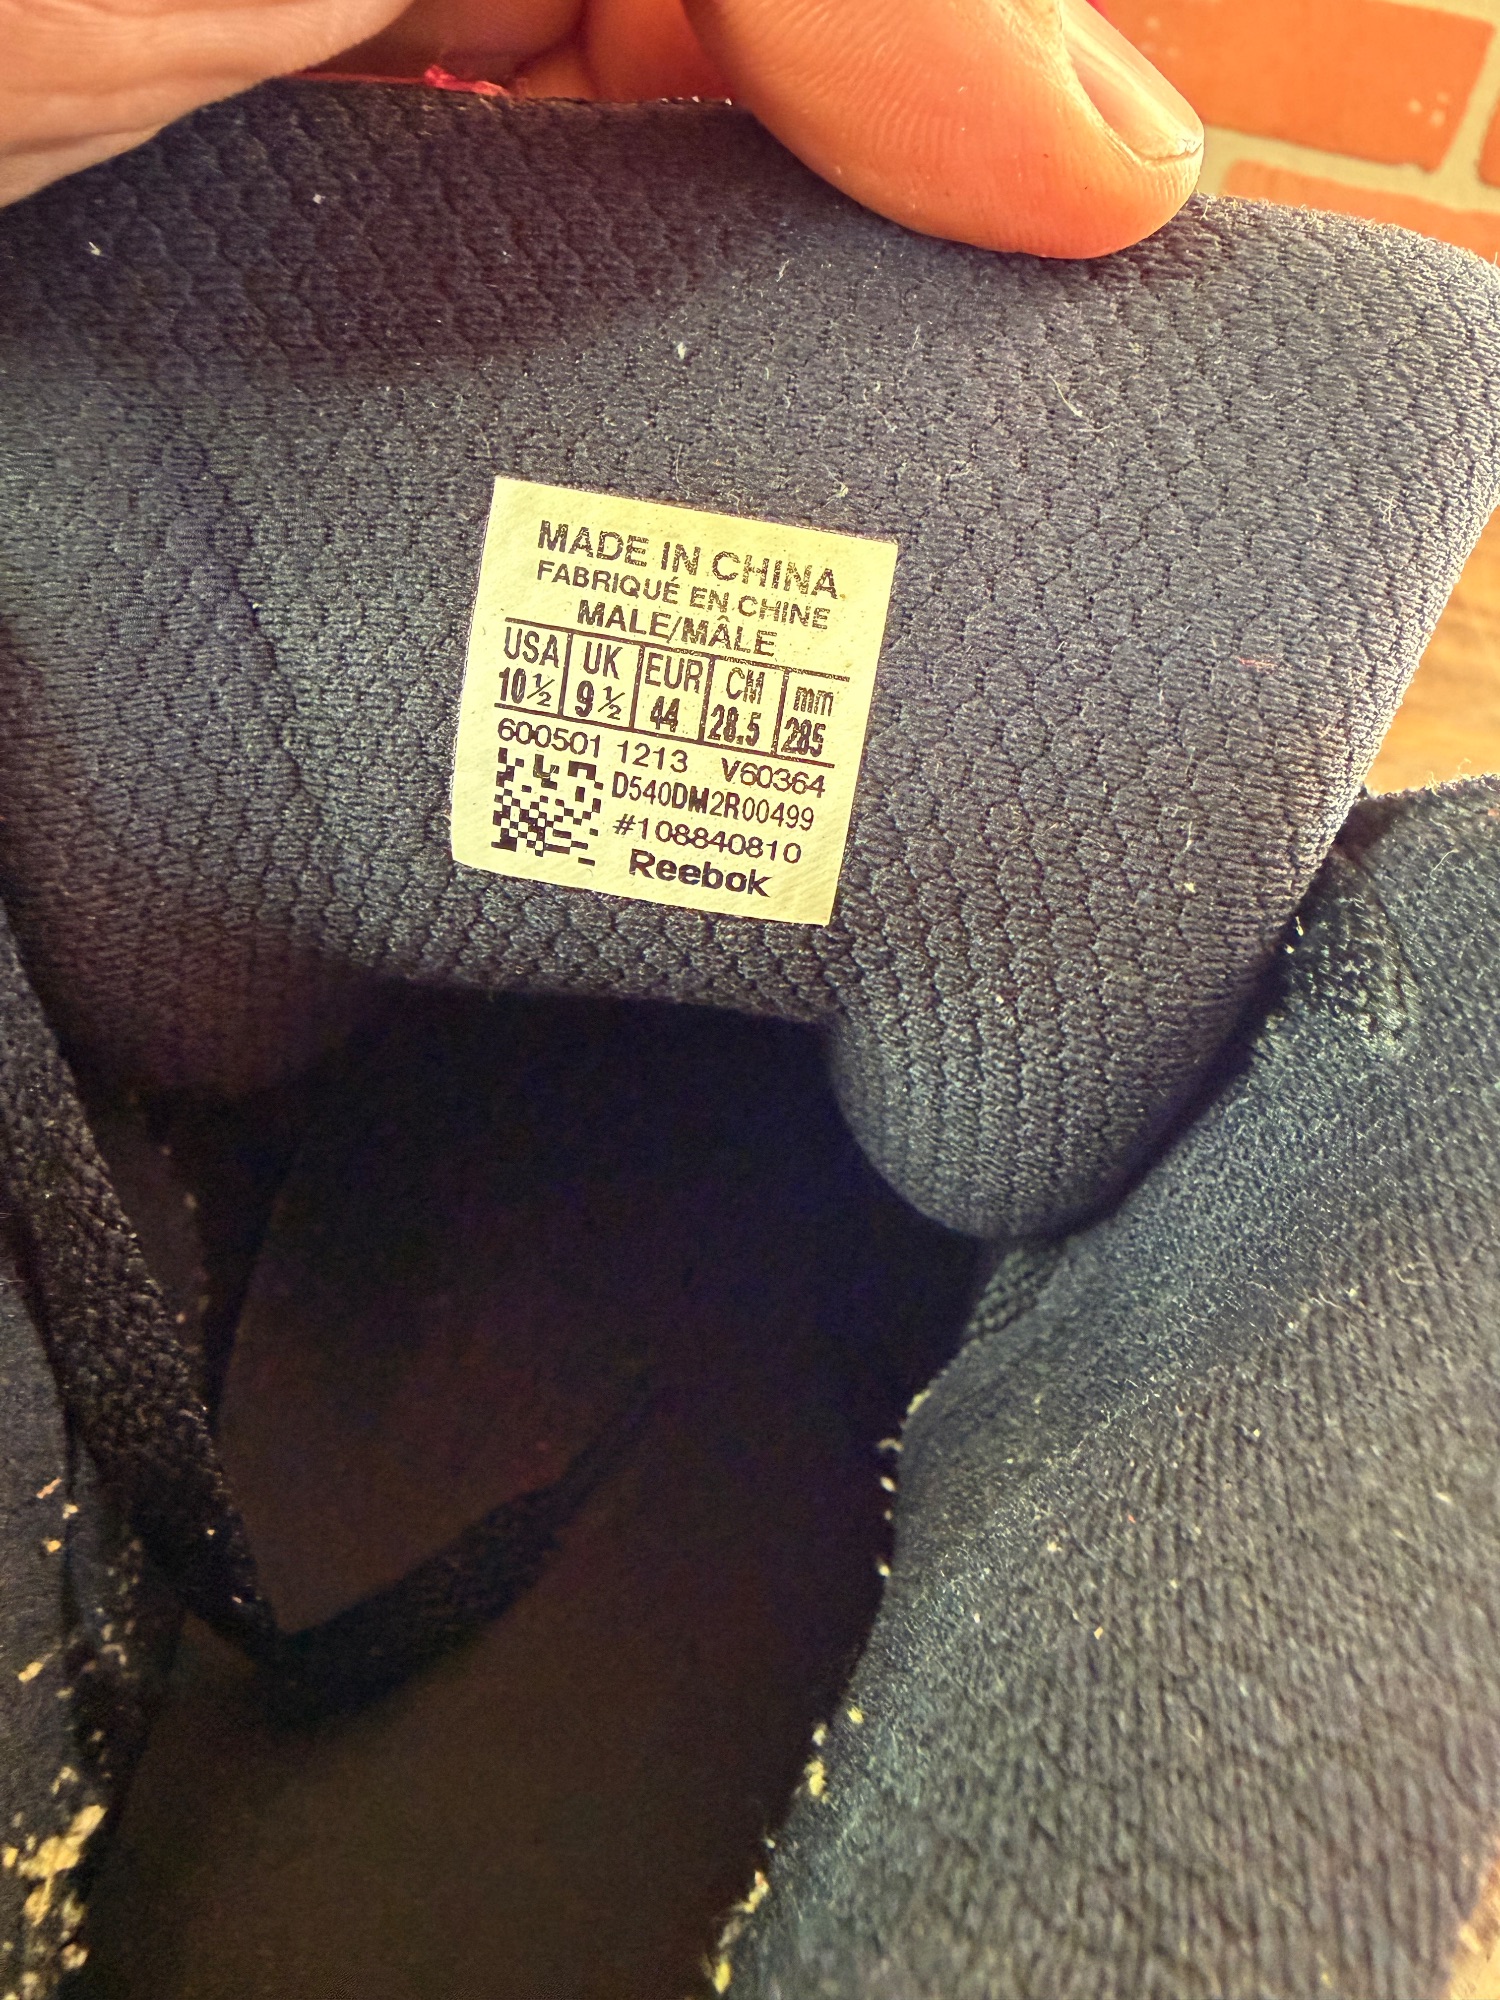 MADE IN CHINA
FABRIQUÉ EN CHINE
MALE/MÂLE
USA UK EUR CM mm
10½ 9½ 44 28.5 285
600501 1213 V60364
D540DM2R00499
#108840810
Reebok